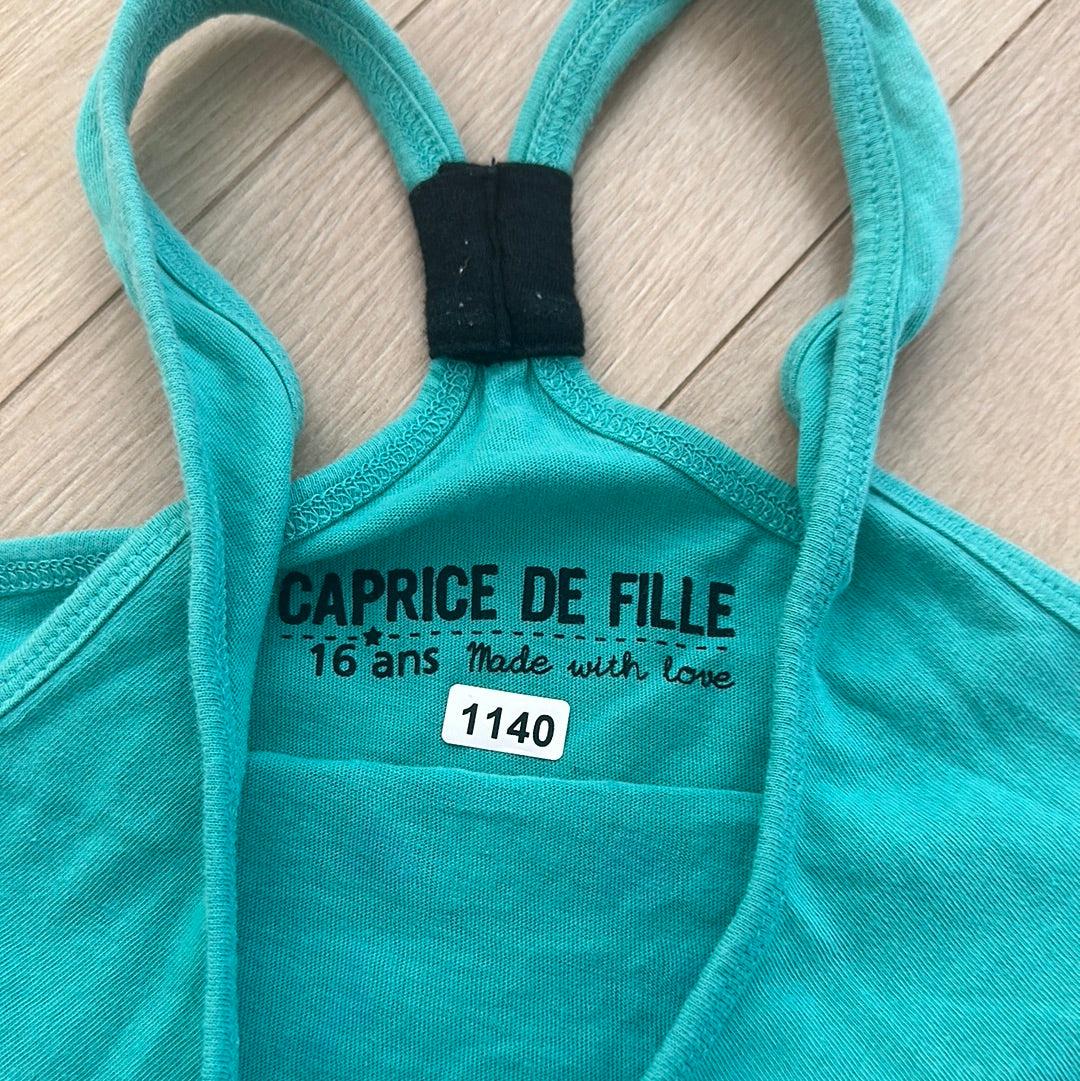 CAPRICE DE FILLE
16 ans Made with love
1140